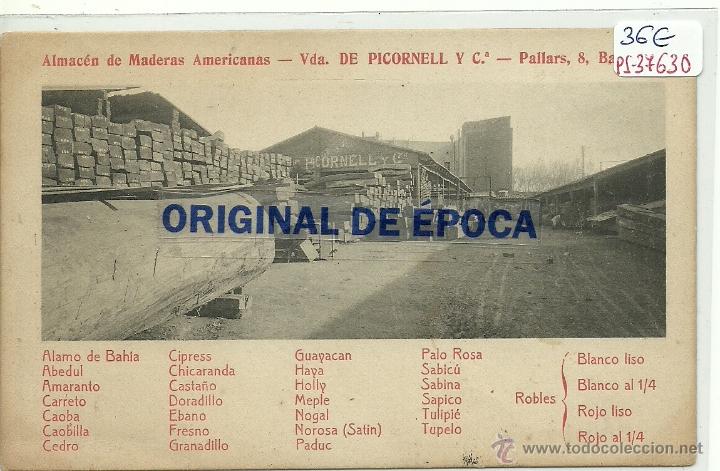 36€
PS-37630
Almacén de Maderas Americanas — Vda. DE PICORNELL Y C.ª — Pallars, 8, Ba
PICORNELL Y Cª
ORIGINAL DE ÉPOCA
Alamo de Bahía
Abedul
Amaranto
Carreto
Caoba
Caobilla
Cedro
Cipress
Chicaranda
Castaño
Doradillo
Ebano
Fresno
Granadillo
Guayacan
Haya
Holly
Meple
Nogal
Norosa (Satin)
Paduc
Palo Rosa
Sabicú
Sabina
Sapico
Tulipié
Tupelo
Robles
Blanco liso
Blanco al 1/4
Rojo liso
Rojo al 1/4
www.todocoleccion.net